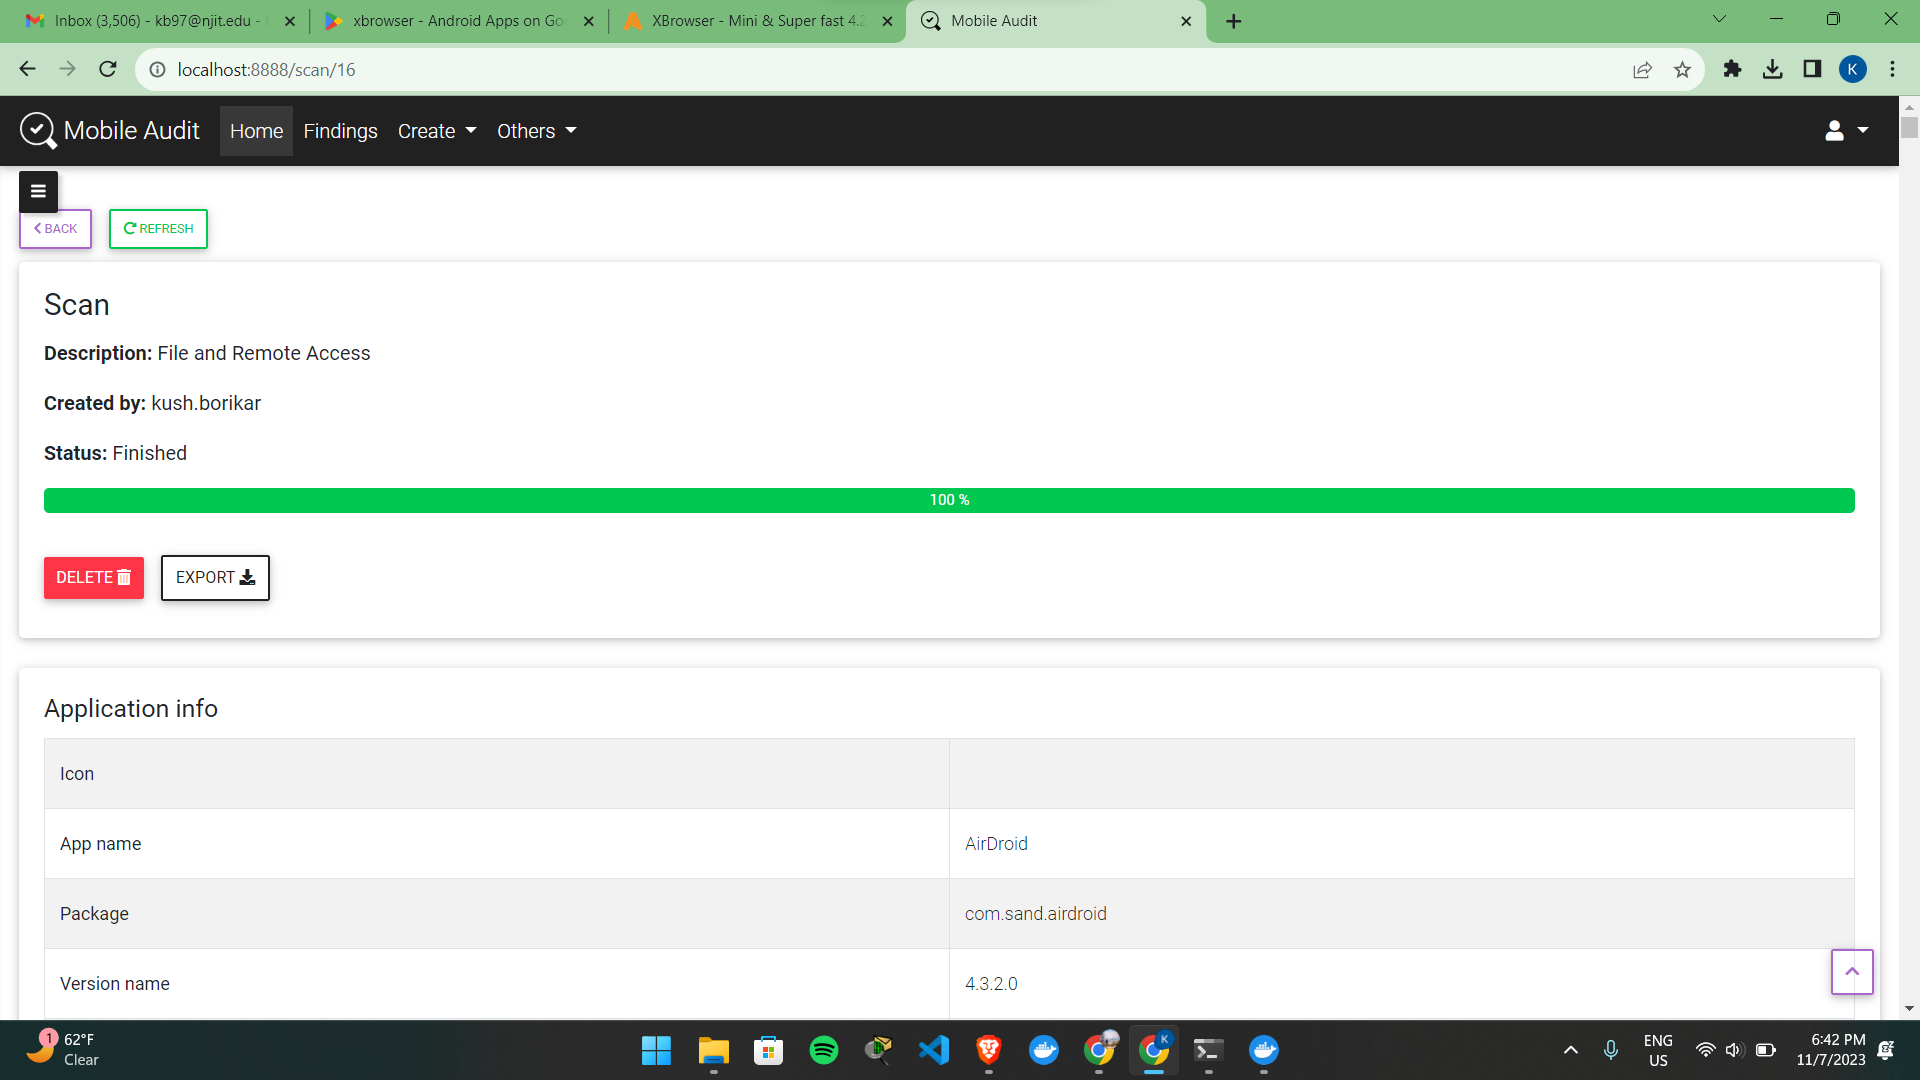 Inbox (3,506) - kb97@njit.edu -
xbrowser - Android Apps on Go
XBrowser - Mini & Super fast 4.2
Mobile Audit
localhost:8888/scan/16
K
Mobile Audit
Home
Findings
Create
Others
BACK
REFRESH
Scan
Description: File and Remote Access
Created by: kush.borikar
Status: Finished
100 %
DELETE
EXPORT
Application info
Icon
App name
AirDroid
Package
com.sand.airdroid
Version name
4.3.2.0
1
62°F
Clear
K
ENG
US
6:42 PM
11/7/2023